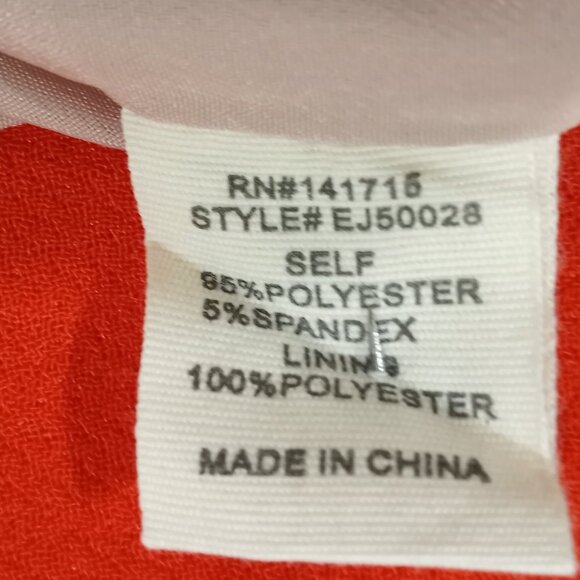 RN#141715
STYLE# EJ50028
SELF
95%POLYESTER
5%SPANDEX
LINING
100%POLYESTER
MADE IN CHINA